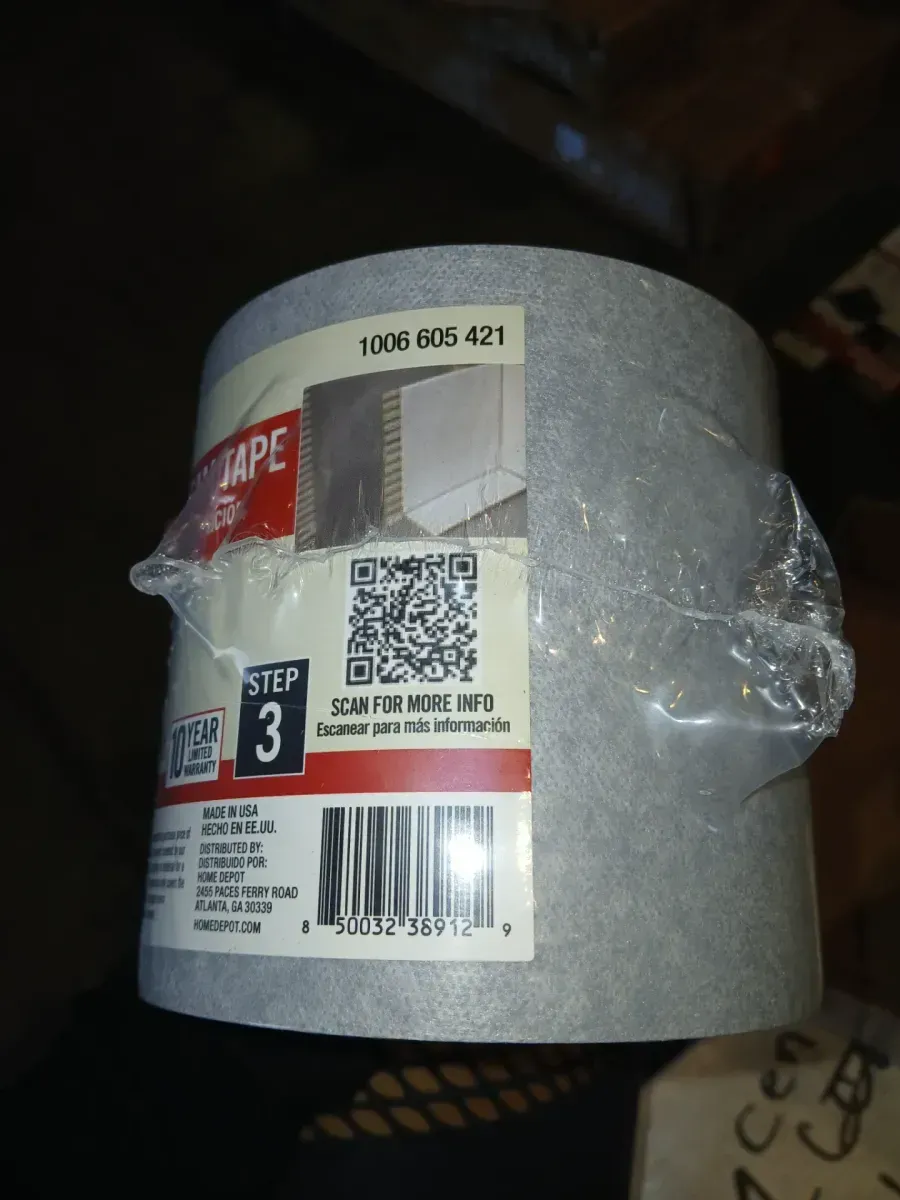 1006 605 421
TAPE
STEP
3
SCAN FOR MORE INFO
Escanear para más información
10 YEAR
LIMITED
WARRANTY
MADE IN USA
HECHO EN EE.UU.
DISTRIBUTED BY:
DISTRIBUIDO POR:
HOME DEPOT
2455 PACES FERRY ROAD
ATLANTA, GA 30339
HOMEDEPOT.COM
8 50032 38912 9
cen